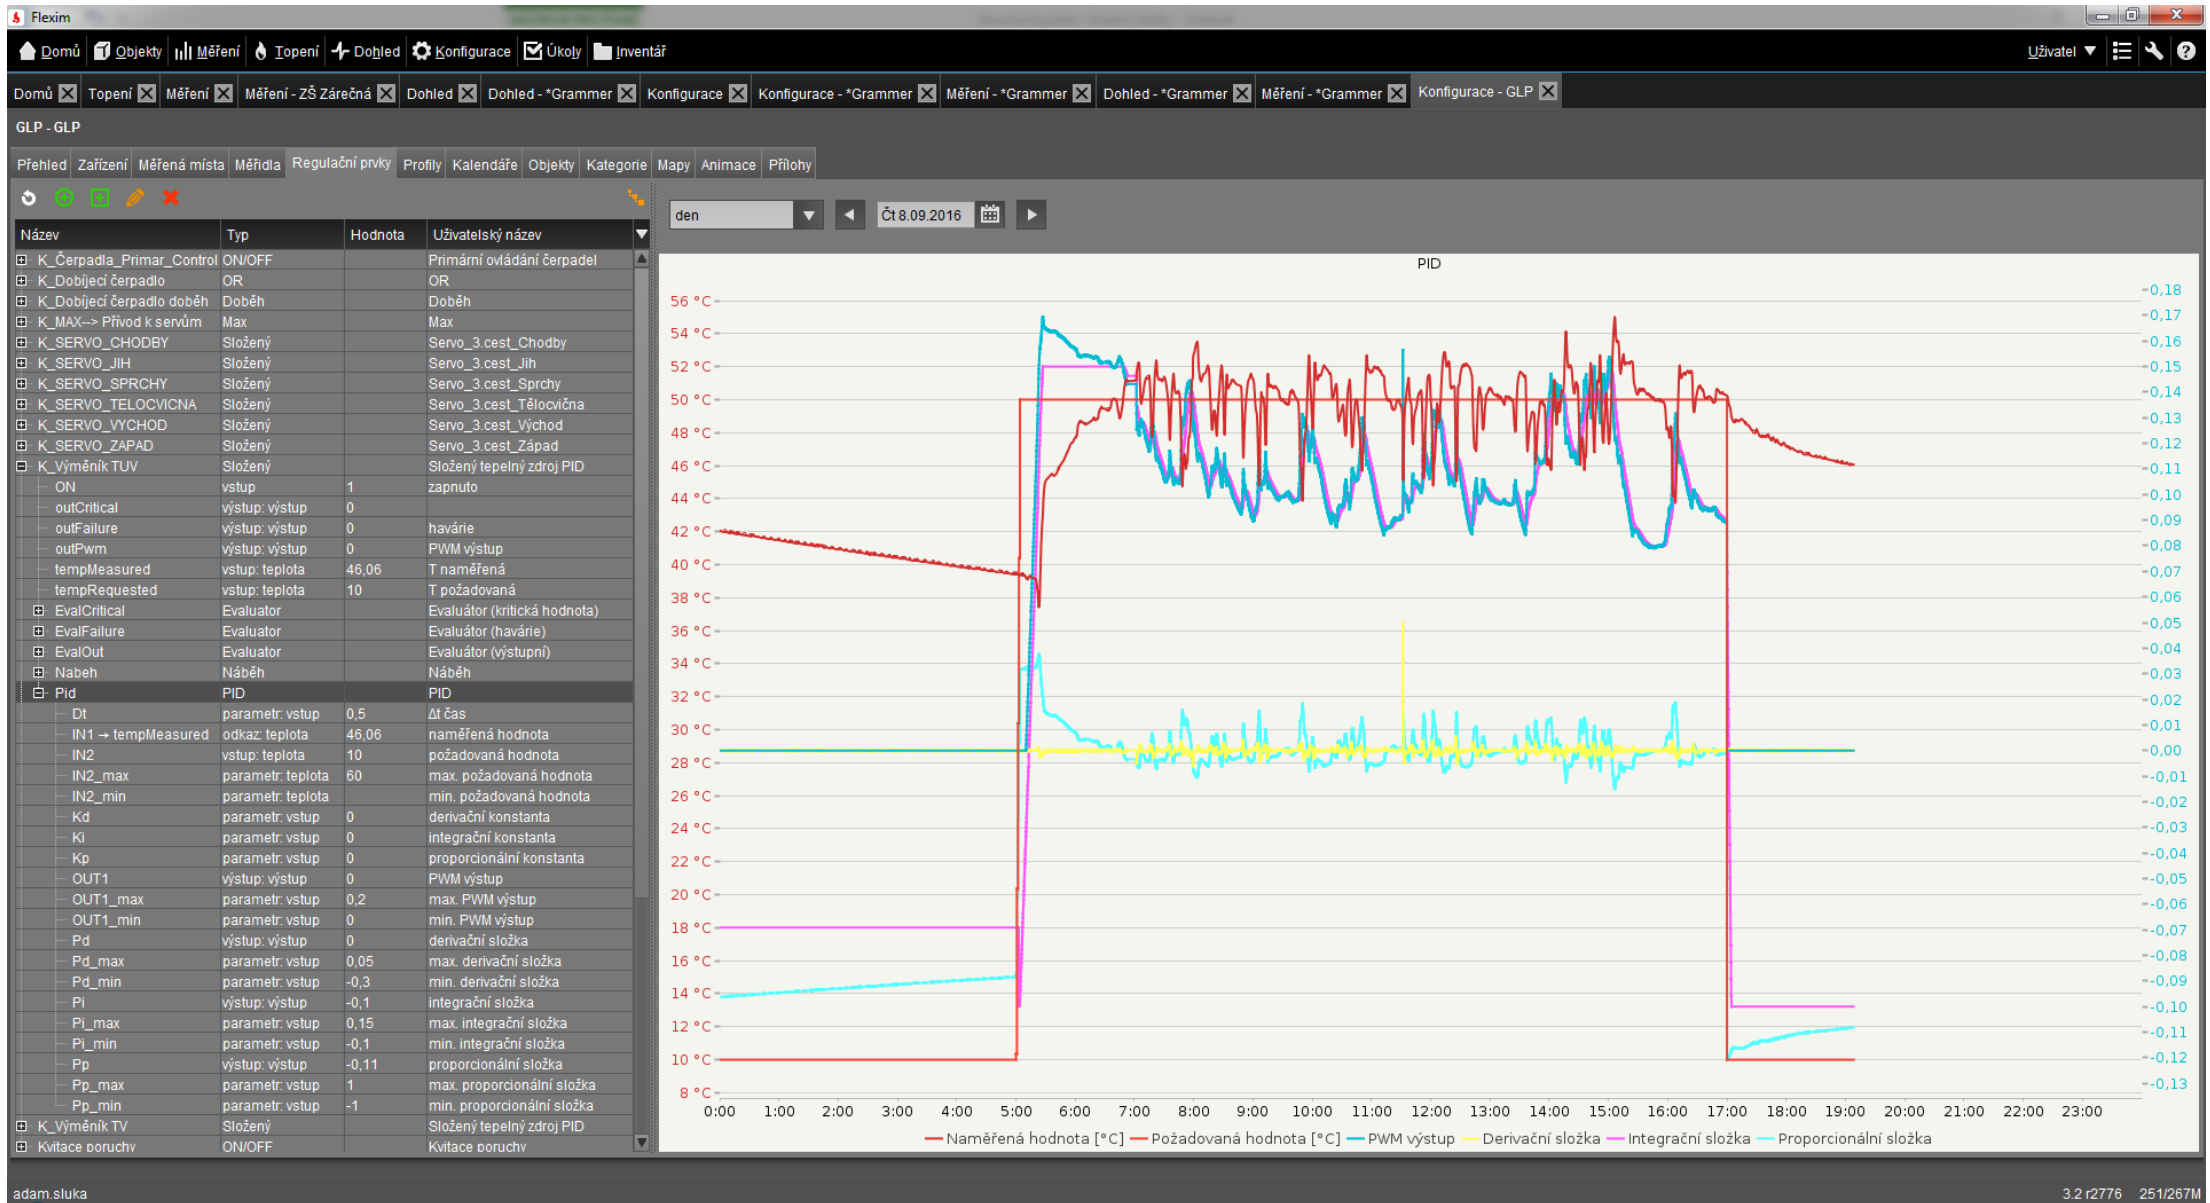 Flexim
Domů Objekty Měření Topení Dohled Konfigurace Úkoly Inventář Uživatel
Domů Topení Měření Měření - ZŠ Zárečná Dohled Dohled - *Grammer Konfigurace Konfigurace - *Grammer Měření - *Grammer Dohled - *Grammer Měření - *Grammer Konfigurace - GLP
GLP - GLP
Přehled Zařízení Měřená místa Měřidla Regulační prvky Profily Kalendáře Objekty Kategorie Mapy Animace Přílohy
den Čt 8.09.2016
Název Typ Hodnota Uživatelský název
K_Čerpadla_Primar_Control ON/OFF Primární ovládání čerpadel
K_Dobíjecí čerpadlo OR OR
K_Dobíjecí čerpadlo doběh Doběh Doběh
K_MAX--> Přívod k servům Max Max
K_SERVO_CHODBY Složený Servo_3.cest_Chodby
K_SERVO_JIH Složený Servo_3.cest_Jih
K_SERVO_SPRCHY Složený Servo_3.cest_Sprchy
K_SERVO_TELOCVICNA Složený Servo_3.cest_Tělocvična
K_SERVO_VYCHOD Složený Servo_3.cest_Východ
K_SERVO_ZAPAD Složený Servo_3.cest_Západ
K_Výměník TUV Složený Složený tepelný zdroj PID
ON vstup 1 zapnuto
outCritical výstup: výstup 0
outFailure výstup: výstup 0 havárie
outPwm výstup: výstup 0 PWM výstup
tempMeasured vstup: teplota 46,06 T naměřená
tempRequested vstup: teplota 10 T požadovaná
EvalCritical Evaluator Evaluátor (kritická hodnota)
EvalFailure Evaluator Evaluátor (havárie)
EvalOut Evaluator Evaluátor (výstupní)
Nabeh Náběh Náběh
Pid PID PID
Dt parametr: vstup 0,5 Δt čas
IN1 → tempMeasured odkaz: teplota 46,06 naměřená hodnota
IN2 vstup: teplota 10 požadovaná hodnota
IN2_max parametr: teplota 60 max. požadovaná hodnota
IN2_min parametr: teplota min. požadovaná hodnota
Kd parametr: vstup 0 derivační konstanta
Ki parametr: vstup 0 integrační konstanta
Kp parametr: vstup 0 proporcionální konstanta
OUT1 výstup: výstup 0 PWM výstup
OUT1_max parametr: vstup 0,2 max. PWM výstup
OUT1_min parametr: vstup 0 min. PWM výstup
Pd výstup: výstup 0 derivační složka
Pd_max parametr: vstup 0,05 max. derivační složka
Pd_min parametr: vstup -0,3 min. derivační složka
Pi výstup: výstup -0,1 integrační složka
Pi_max parametr: vstup 0,15 max. integrační složka
Pi_min parametr: vstup -0,1 min. integrační složka
Pp výstup: výstup -0,11 proporcionální složka
Pp_max parametr: vstup 1 max. proporcionální složka
Pp_min parametr: vstup -1 min. proporcionální složka
K_Výměník TV Složený Složený tepelný zdroj PID
Kvitace poruchy ON/OFF Kvitace poruchy
PID
56 °C
54 °C
52 °C
50 °C
48 °C
46 °C
44 °C
42 °C
40 °C
38 °C
36 °C
34 °C
32 °C
30 °C
28 °C
26 °C
24 °C
22 °C
20 °C
18 °C
16 °C
14 °C
12 °C
10 °C
8 °C
0,18
0,17
0,16
0,15
0,14
0,13
0,12
0,11
0,10
0,09
0,08
0,07
0,06
0,05
0,04
0,03
0,02
0,01
0,00
-0,01
-0,02
-0,03
-0,04
-0,05
-0,06
-0,07
-0,08
-0,09
-0,10
-0,11
-0,12
-0,13
0:00 1:00 2:00 3:00 4:00 5:00 6:00 7:00 8:00 9:00 10:00 11:00 12:00 13:00 14:00 15:00 16:00 17:00 18:00 19:00 20:00 21:00 22:00 23:00
Naměřená hodnota [°C] Požadovaná hodnota [°C] PWM výstup Derivační složka Integrační složka Proporcionální složka
adam.sluka 3.2 r2776 251/267M